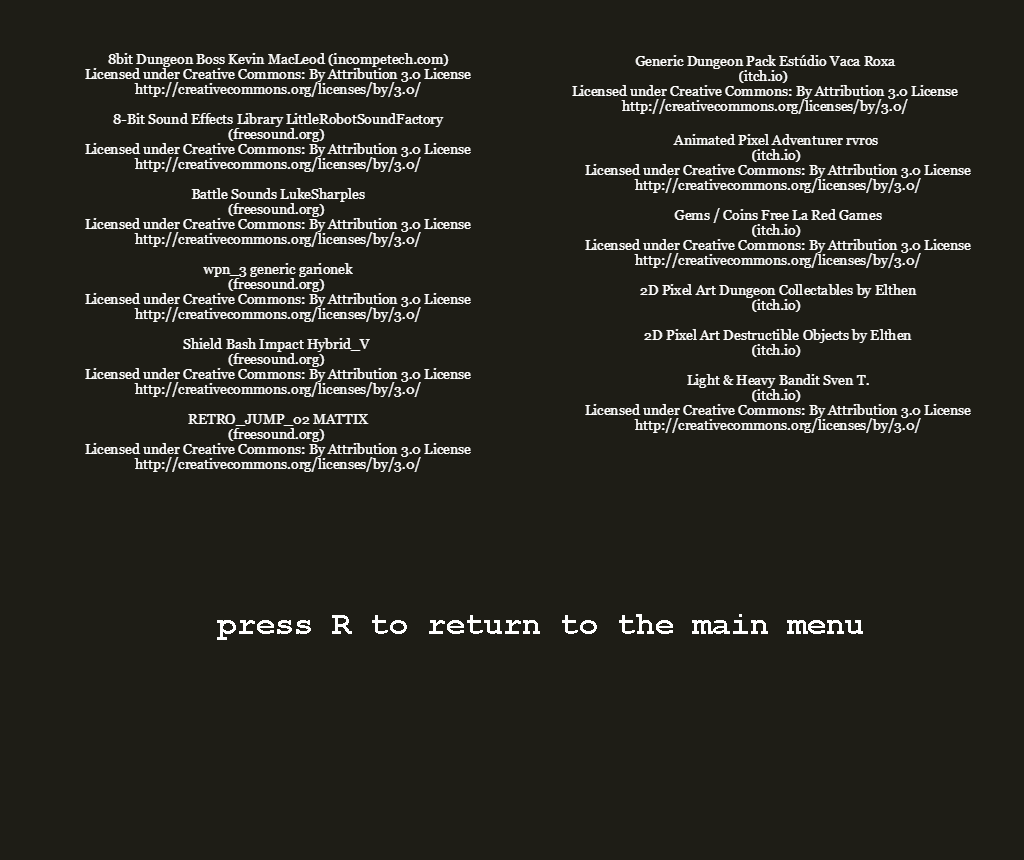 8bit Dungeon Boss Kevin MacLeod (incompetech.com)
Licensed under Creative Commons: By Attribution 3.0 License
http://creativecommons.org/licenses/by/3.0/
8-Bit Sound Effects Library LittleRobotSoundFactory
(freesound.org)
Licensed under Creative Commons: By Attribution 3.0 License
http://creativecommons.org/licenses/by/3.0/
Battle Sounds LukeSharples
(freesound.org)
Licensed under Creative Commons: By Attribution 3.0 License
http://creativecommons.org/licenses/by/3.0/
wpn_3 generic garionek
(freesound.org)
Licensed under Creative Commons: By Attribution 3.0 License
http://creativecommons.org/licenses/by/3.0/
Shield Bash Impact Hybrid_V
(freesound.org)
Licensed under Creative Commons: By Attribution 3.0 License
http://creativecommons.org/licenses/by/3.0/
RETRO_JUMP_02 MATTIX
(freesound.org)
Licensed under Creative Commons: By Attribution 3.0 License
http://creativecommons.org/licenses/by/3.0/
Generic Dungeon Pack Estúdio Vaca Roxa
(itch.io)
Licensed under Creative Commons: By Attribution 3.0 License
http://creativecommons.org/licenses/by/3.0/
Animated Pixel Adventurer rvros
(itch.io)
Licensed under Creative Commons: By Attribution 3.0 License
http://creativecommons.org/licenses/by/3.0/
Gems / Coins Free La Red Games
(itch.io)
Licensed under Creative Commons: By Attribution 3.0 License
http://creativecommons.org/licenses/by/3.0/
2D Pixel Art Dungeon Collectables by Elthen
(itch.io)
2D Pixel Art Destructible Objects by Elthen
(itch.io)
Light & Heavy Bandit Sven T.
(itch.io)
Licensed under Creative Commons: By Attribution 3.0 License
http://creativecommons.org/licenses/by/3.0/
press R to return to the main menu